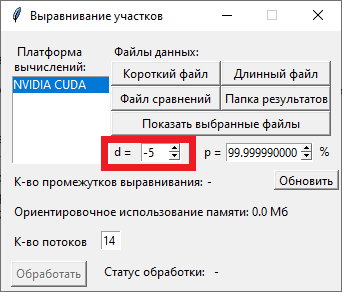 Выравнивание участков
Платформа вычислений:
Файлы данных:
NVIDIA CUDA
Короткий файл
Длинный файл
Файл сравнений
Папка результатов
Показать выбранные файлы
d = -5
p = 99.999990000 %
К-во промежутков выравнивания: -
Обновить
Ориентировочное использование памяти: 0.0 Мб
К-во потоков 14
Обработать
Статус обработки: -